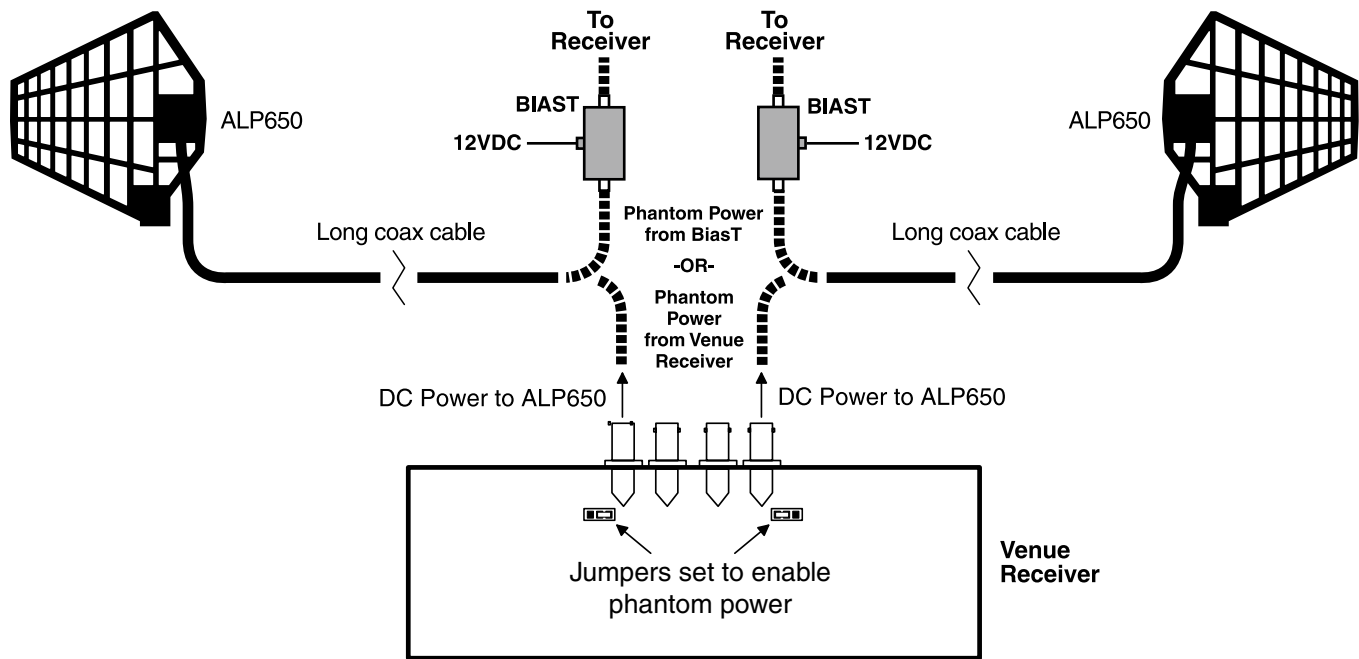 To
Receiver
To
Receiver
BIAST
BIAST
ALP650
ALP650
12VDC
12VDC
Phantom Power
from BiasT
-OR-
Phantom
Power
from Venue
Receiver
Long coax cable
Long coax cable
DC Power to ALP650
DC Power to ALP650
Jumpers set to enable
phantom power
Venue
Receiver